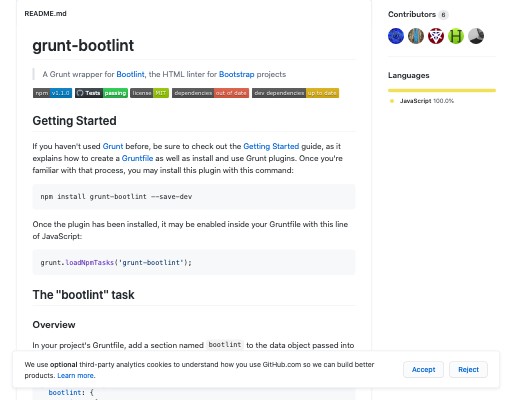 README.md
grunt-bootlint
A Grunt wrapper for Bootlint, the HTML linter for Bootstrap projects
npm v1.1.0 Tests passing license MIT dependencies out of date dev dependencies up to date
Getting Started
If you haven't used Grunt before, be sure to check out the Getting Started guide, as it
explains how to create a Gruntfile as well as install and use Grunt plugins. Once you're
familiar with that process, you may install this plugin with this command:
npm install grunt-bootlint --save-dev
Once the plugin has been installed, it may be enabled inside your Gruntfile with this line
of JavaScript:
grunt.loadNpmTasks('grunt-bootlint');
The "bootlint" task
Overview
In your project's Gruntfile, add a section named bootlint to the data object passed into
bootlint: {
Contributors 6
Languages
JavaScript 100.0%
We use optional third-party analytics cookies to understand how you use GitHub.com so we can build better
products. Learn more.
Accept Reject